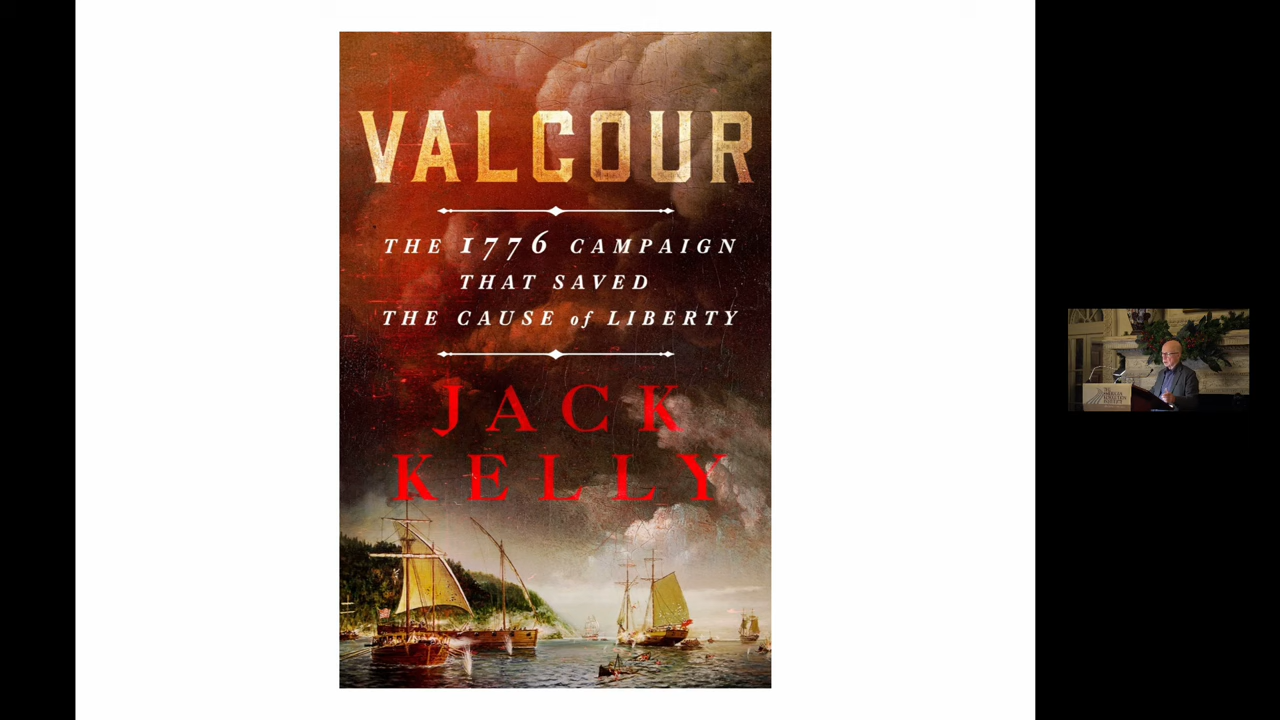 VALCOUR
THE 1776 CAMPAIGN
THAT SAVED
THE CAUSE of LIBERTY
JACK
KELLY